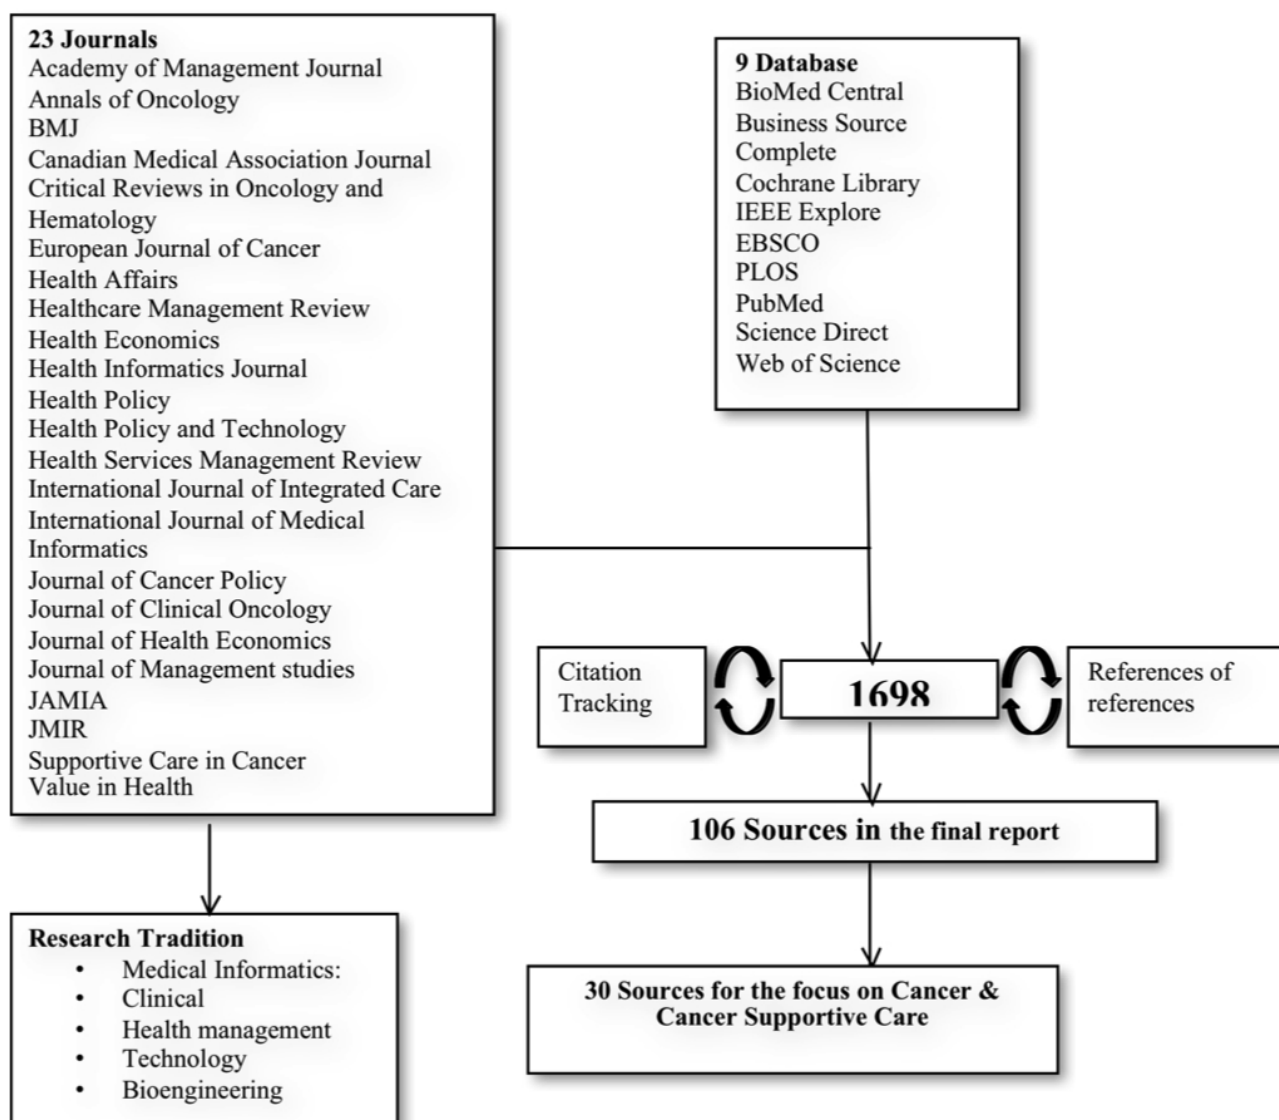 23 Journals
Academy of Management Journal
Annals of Oncology
BMJ
Canadian Medical Association Journal
Critical Reviews in Oncology and
Hematology
European Journal of Cancer
Health Affairs
Healthcare Management Review
Health Economics
Health Informatics Journal
Health Policy
Health Policy and Technology
Health Services Management Review
International Journal of Integrated Care
International Journal of Medical
Informatics
Journal of Cancer Policy
Journal of Clinical Oncology
Journal of Health Economics
Journal of Management studies
JAMIA
JMIR
Supportive Care in Cancer
Value in Health
9 Database
BioMed Central
Business Source
Complete
Cochrane Library
IEEE Explore
EBSCO
PLOS
PubMed
Science Direct
Web of Science
Citation
Tracking
1698
References of
references
106 Sources in the final report
30 Sources for the focus on Cancer &
Cancer Supportive Care
Research Tradition
• Medical Informatics:
• Clinical
• Health management
• Technology
• Bioengineering